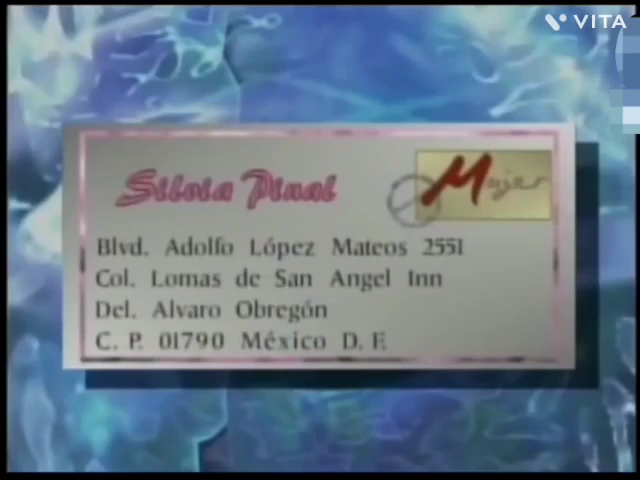 VITA
Silvia Pinal
Mujer
Blvd. Adolfo López Mateos 2551
Col. Lomas de San Angel Inn
Del. Alvaro Obregón
C. P. 01790 México D. F.